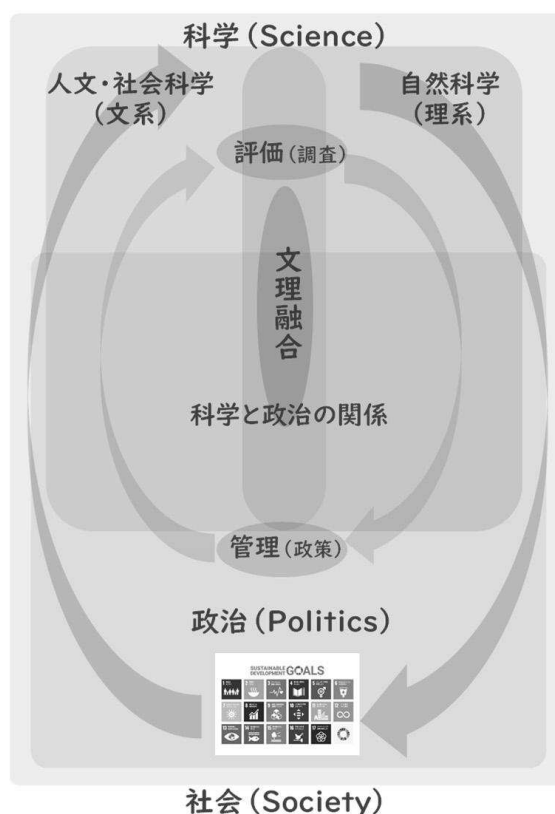 科学（Science）
人文・社会科学
（文系）
自然科学
（理系）
評価（調査）
文理融合
科学と政治の関係
管理（政策）
政治（Politics）
SUSTAINABLE
DEVELOPMENT GOALS
社会（Society）